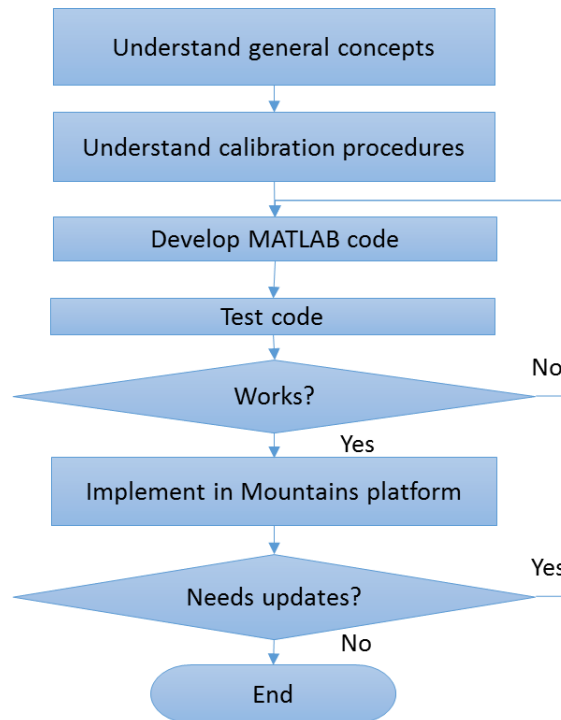 Understand general concepts
Understand calibration procedures
Develop MATLAB code
Test code
Works?
No
Yes
Implement in Mountains platform
Needs updates?
Yes
No
End